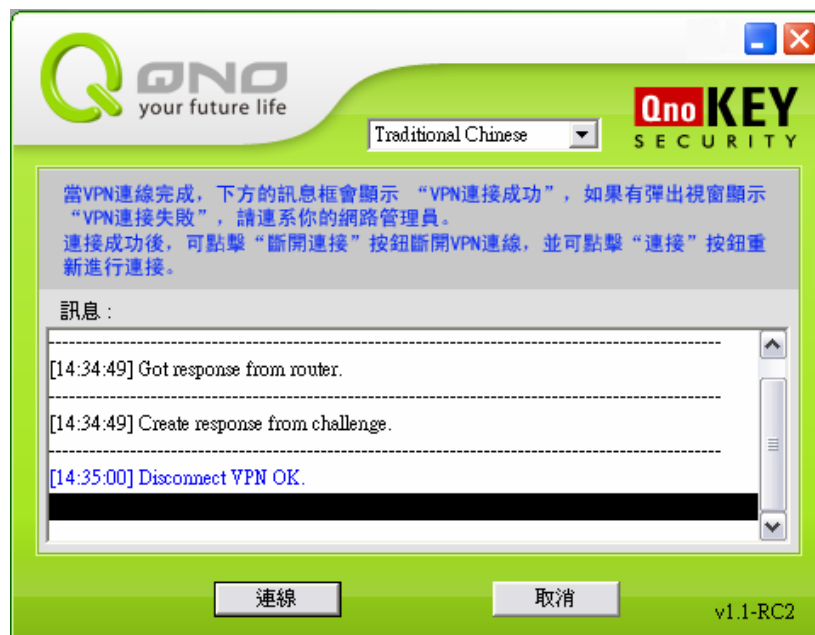 QNO
your future life
Traditional Chinese
Qno KEY
SECURITY
當VPN連線完成，下方的訊息框會顯示 “VPN連接成功”，如果有彈出視窗顯示
“VPN連接失敗”，請連系你的網路管理員。
連接成功後，可點擊“斷開連接”按鈕斷開VPN連線，並可點擊“連接”按鈕重
新進行連接。
訊息：
[14:34:49] Got response from router.
[14:34:49] Create response from challenge.
[14:35:00] Disconnect VPN OK.
連線
取消
v1.1-RC2